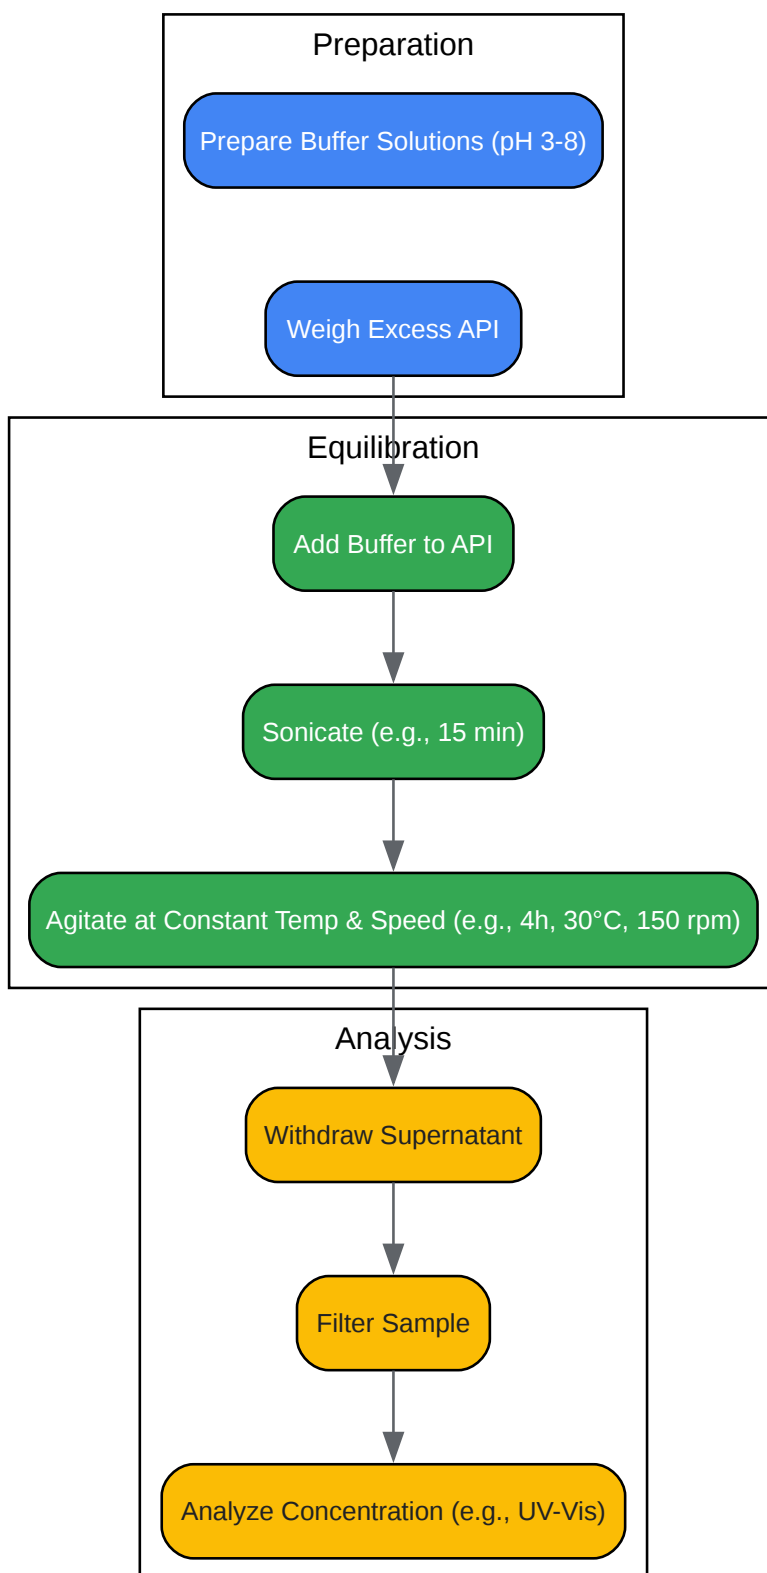 Preparation
Prepare Buffer Solutions (pH 3-8)
Weigh Excess API
Equilibration
Add Buffer to API
Sonicate (e.g., 15 min)
Agitate at Constant Temp & Speed (e.g., 4h, 30°C, 150 rpm)
Analysis
Withdraw Supernatant
Filter Sample
Analyze Concentration (e.g., UV-Vis)